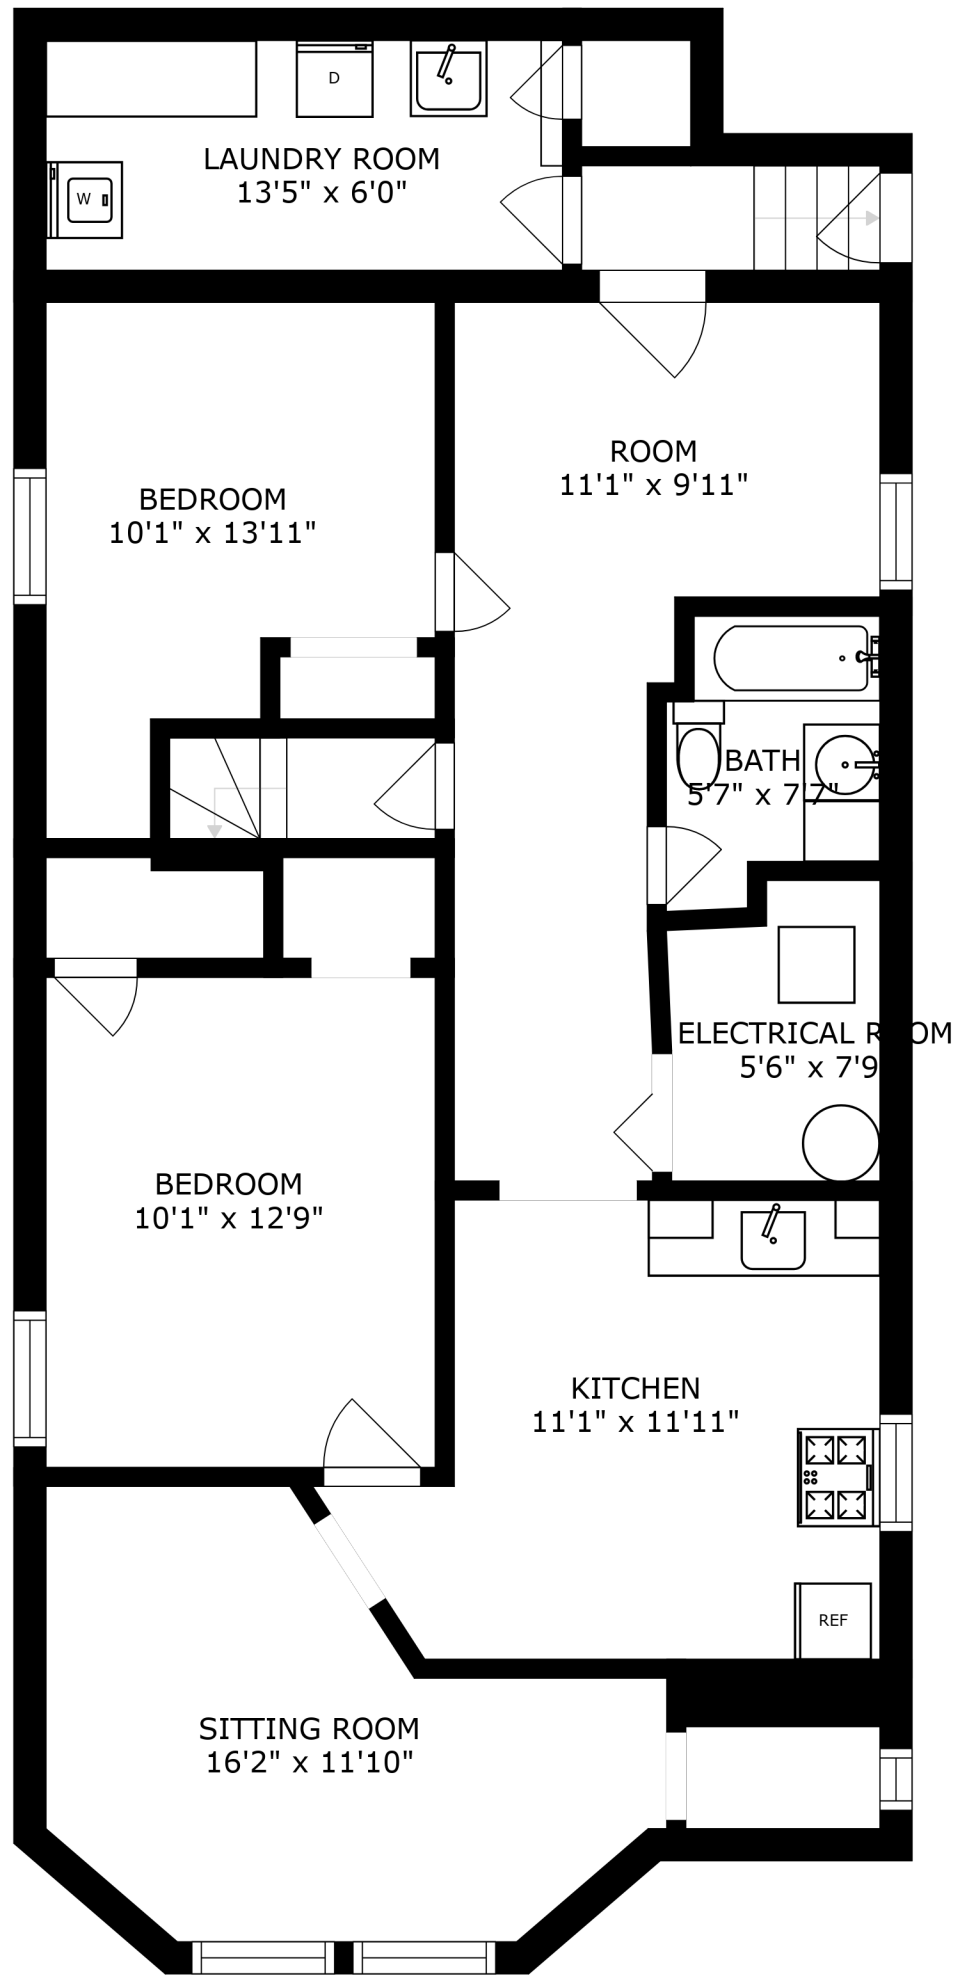 D
LAUNDRY ROOM
13'5" x 6'0"
W
ROOM
11'1" x 9'11"
BEDROOM
10'1" x 13'11"
BATH
5'7" x 7'7"
ELECTRICAL ROOM
5'6" x 7'9
BEDROOM
10'1" x 12'9"
KITCHEN
11'1" x 11'11"
REF
SITTING ROOM
16'2" x 11'10"